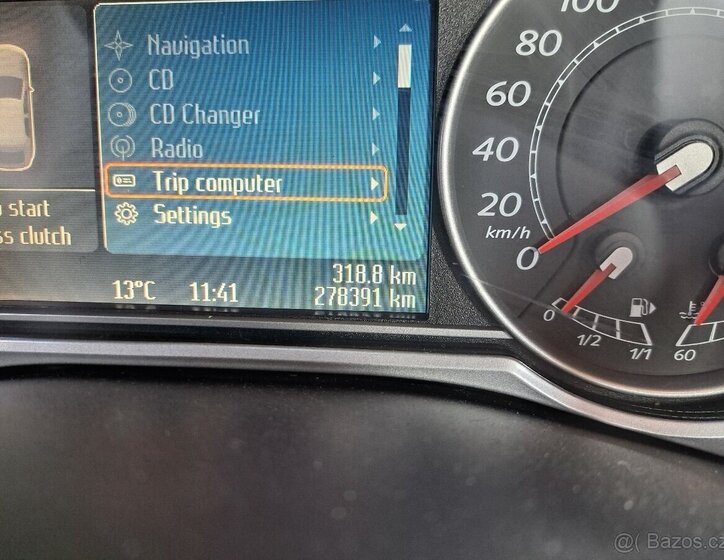 Navigation
CD
CD Changer
Radio
Trip computer
Settings
start
ss clutch
318.8 km
13°C 11:41 278391 km
100
80
60
40
20
km/h
0
0 1/2 1/1
60
© Bazos.cz